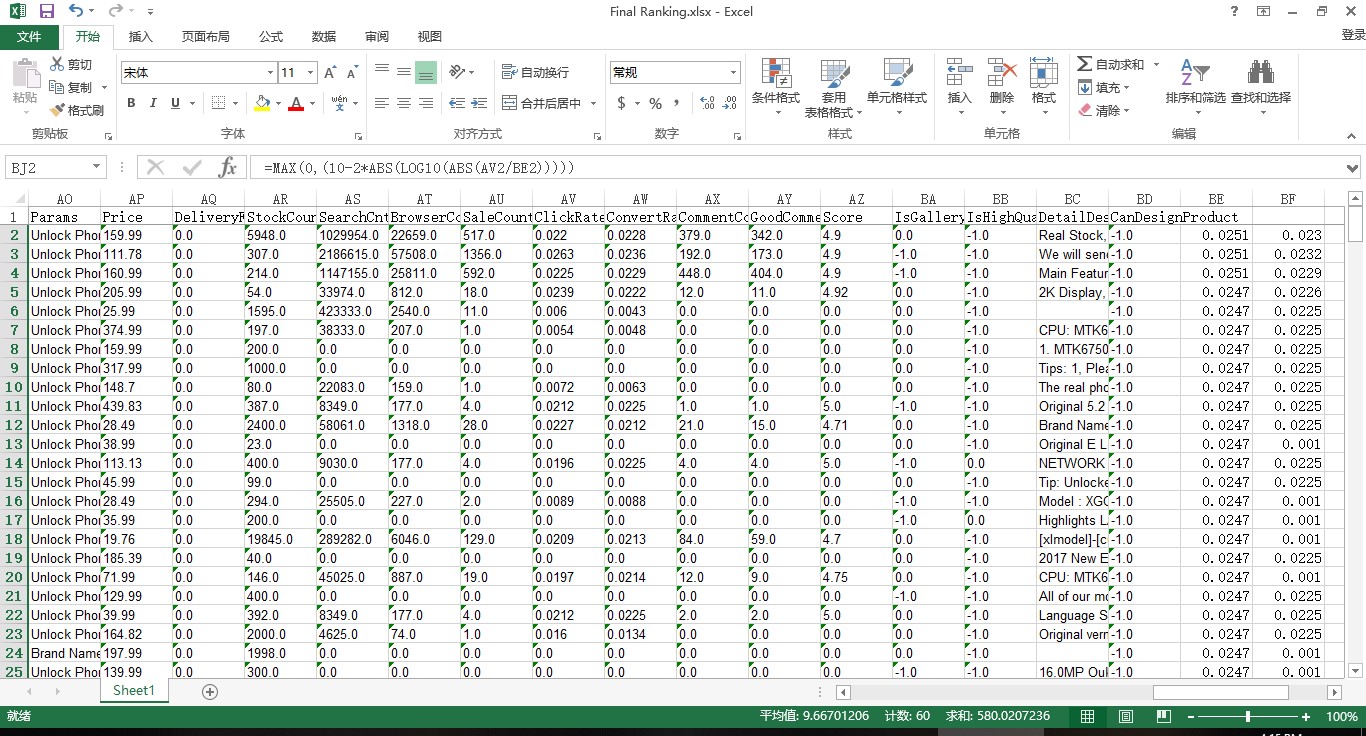 Final Ranking.xlsx - Excel
文件 开始 插入 页面布局 公式 数据 审阅 视图 登录
粘贴 剪切 复制 格式刷 剪贴板
宋体 11 B I U A wén 字体
自动换行 合并后居中 对齐方式
常规 $ % , 数字
条件格式 套用 表格格式 单元格样式 样式
插入 删除 格式 单元格
自动求和 填充 清除 排序和筛选 查找和选择 编辑
BJ2 fx =MAX(0,(10-2*ABS(LOG10(ABS(AV2/BE2)))))
AO AP AQ AR AS AT AU AV AW AX AY AZ BA BB BC BD BE BF
1 Params Price DeliveryF StockCour SearchCnt BrowserCo SaleCount ClickRate ConvertRa CommentCo GoodComme Score IsGallery IsHighQua DetailDes CanDesignProduct
2 Unlock Pho 159.99 0.0 5948.0 1029954.0 22659.0 517.0 0.022 0.0228 379.0 342.0 4.9 0.0 -1.0 Real Stock, -1.0 0.0251 0.023
3 Unlock Pho 111.78 0.0 307.0 2186615.0 57508.0 1356.0 0.0263 0.0236 192.0 173.0 4.9 -1.0 -1.0 We will sen -1.0 0.0251 0.0232
4 Unlock Pho 160.99 0.0 214.0 1147155.0 25811.0 592.0 0.0225 0.0229 448.0 404.0 4.9 -1.0 -1.0 Main Featur -1.0 0.0251 0.0229
5 Unlock Pho 205.99 0.0 54.0 33974.0 812.0 18.0 0.0239 0.0222 12.0 11.0 4.92 0.0 -1.0 2K Display, -1.0 0.0247 0.0226
6 Unlock Pho 25.99 0.0 1595.0 423333.0 2540.0 11.0 0.006 0.0043 0.0 0.0 0.0 0.0 -1.0 -1.0 0.0247 0.0225
7 Unlock Pho 374.99 0.0 197.0 38333.0 207.0 1.0 0.0054 0.0048 0.0 0.0 0.0 0.0 -1.0 CPU: MTK6 -1.0 0.0247 0.0225
8 Unlock Pho 159.99 0.0 200.0 0.0 0.0 0.0 0.0 0.0 0.0 0.0 0.0 0.0 -1.0 1. MTK6750 -1.0 0.0247 0.0225
9 Unlock Pho 317.99 0.0 1000.0 0.0 0.0 0.0 0.0 0.0 0.0 0.0 0.0 0.0 -1.0 Tips: 1, Plea -1.0 0.0247 0.0225
10 Unlock Pho 148.7 0.0 80.0 22083.0 159.0 1.0 0.0072 0.0063 0.0 0.0 0.0 0.0 -1.0 The real pho -1.0 0.0247 0.0225
11 Unlock Pho 439.83 0.0 387.0 8349.0 177.0 4.0 0.0212 0.0225 1.0 1.0 5.0 -1.0 -1.0 Original 5.2 -1.0 0.0247 0.0225
12 Unlock Pho 28.49 0.0 2400.0 58061.0 1318.0 28.0 0.0227 0.0212 21.0 15.0 4.71 0.0 -1.0 Brand Name -1.0 0.0247 0.0225
13 Unlock Pho 38.99 0.0 23.0 0.0 0.0 0.0 0.0 0.0 0.0 0.0 0.0 0.0 -1.0 Original E L -1.0 0.0247 0.001
14 Unlock Pho 113.13 0.0 400.0 9030.0 177.0 4.0 0.0196 0.0225 4.0 4.0 5.0 -1.0 0.0 NETWORK -1.0 0.0247 0.0225
15 Unlock Pho 45.99 0.0 99.0 0.0 0.0 0.0 0.0 0.0 0.0 0.0 0.0 0.0 -1.0 Tip: Unlocke -1.0 0.0247 0.0225
16 Unlock Pho 28.49 0.0 294.0 25505.0 227.0 2.0 0.0089 0.0088 0.0 0.0 0.0 -1.0 -1.0 Model : XGC -1.0 0.0247 0.001
17 Unlock Pho 35.99 0.0 200.0 0.0 0.0 0.0 0.0 0.0 0.0 0.0 0.0 -1.0 0.0 Highlights L -1.0 0.0247 0.001
18 Unlock Pho 19.76 0.0 19845.0 289282.0 6046.0 129.0 0.0209 0.0213 84.0 59.0 4.7 0.0 -1.0 [xlmodel]-[c -1.0 0.0247 0.001
19 Unlock Pho 185.39 0.0 40.0 0.0 0.0 0.0 0.0 0.0 0.0 0.0 0.0 0.0 -1.0 2017 New E -1.0 0.0247 0.0225
20 Unlock Pho 71.99 0.0 146.0 45025.0 887.0 19.0 0.0197 0.0214 12.0 9.0 4.75 0.0 -1.0 CPU: MTK6 -1.0 0.0247 0.001
21 Unlock Pho 129.99 0.0 400.0 0.0 0.0 0.0 0.0 0.0 0.0 0.0 0.0 -1.0 -1.0 All of our mo -1.0 0.0247 0.001
22 Unlock Pho 39.99 0.0 392.0 8349.0 177.0 4.0 0.0212 0.0225 2.0 2.0 5.0 0.0 -1.0 Language S -1.0 0.0247 0.0225
23 Unlock Pho 164.82 0.0 2000.0 4625.0 74.0 1.0 0.016 0.0134 0.0 0.0 0.0 0.0 -1.0 Original verr -1.0 0.0247 0.0225
24 Brand Name 197.99 0.0 1998.0 0.0 0.0 0.0 0.0 0.0 0.0 0.0 0.0 0.0 -1.0 -1.0 0.0247 0.001
25 Unlock Pho 139.99 0.0 300.0 0.0 0.0 0.0 0.0 0.0 0.0 0.0 0.0 -1.0 -1.0 16.0MP Oul -1.0 0.0247 0.001
Sheet1
就绪 平均值: 9.66701206 计数: 60 求和: 580.0207236 100%